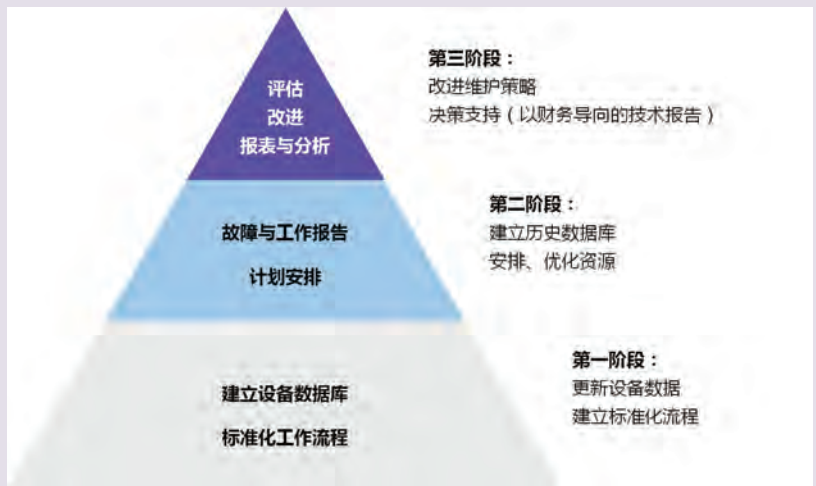 评估
改进
报表与分析
第三阶段：
改进维护策略
决策支持（以财务导向的技术报告）
故障与工作报告
计划安排
第二阶段：
建立历史数据库
安排、优化资源
建立设备数据库
标准化工作流程
第一阶段：
更新设备数据
建立标准化流程